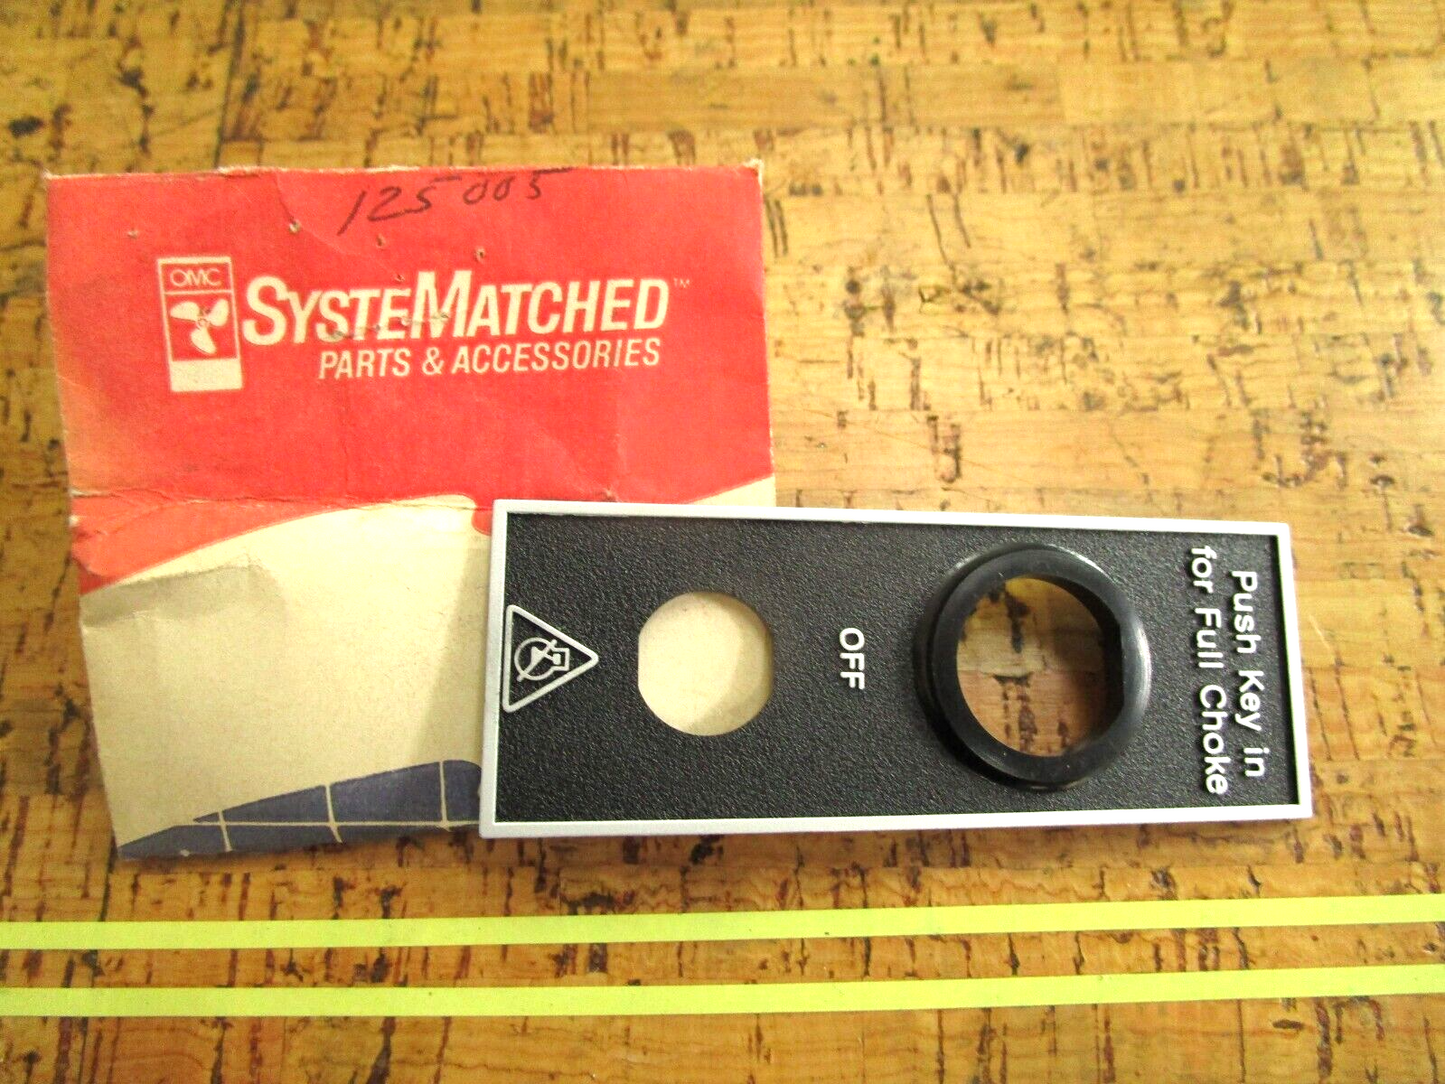 125005
OMC
SYSTEMATCHED™
PARTS & ACCESSORIES
OFF
Push Key in
for Full Choke